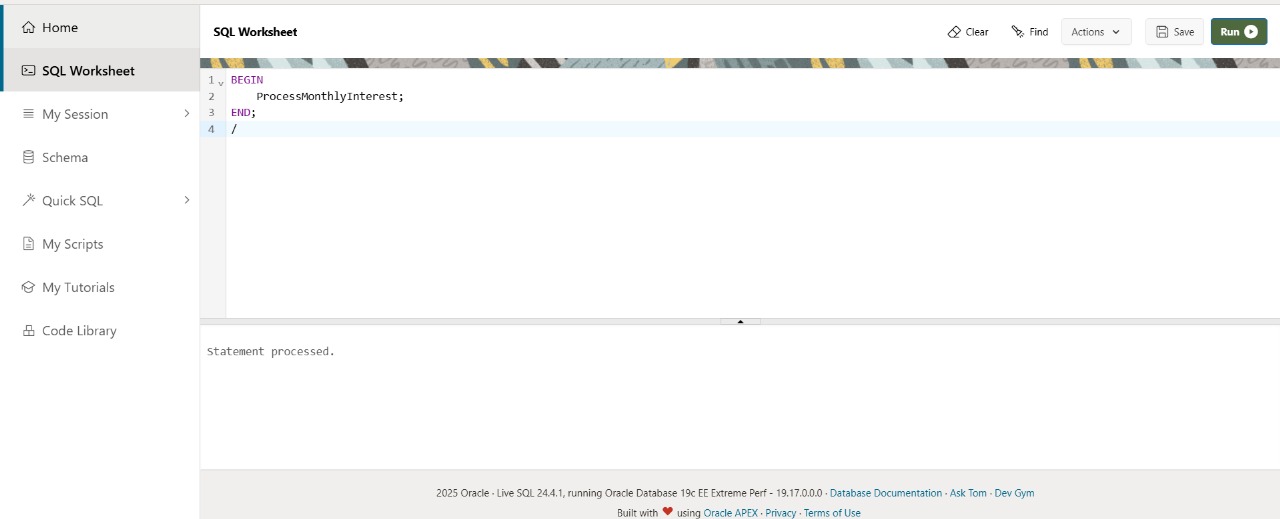 Home
SQL Worksheet
My Session
Schema
Quick SQL
My Scripts
My Tutorials
Code Library
SQL Worksheet
Clear
Find
Actions
Save
Run
1 BEGIN
2 ProcessMonthlyInterest;
3 END;
4 /
Statement processed.
2025 Oracle · Live SQL 24.4.1, running Oracle Database 19c EE Extreme Perf - 19.17.0.0.0 · Database Documentation · Ask Tom · Dev Gym
Built with ❤ using Oracle APEX · Privacy · Terms of Use